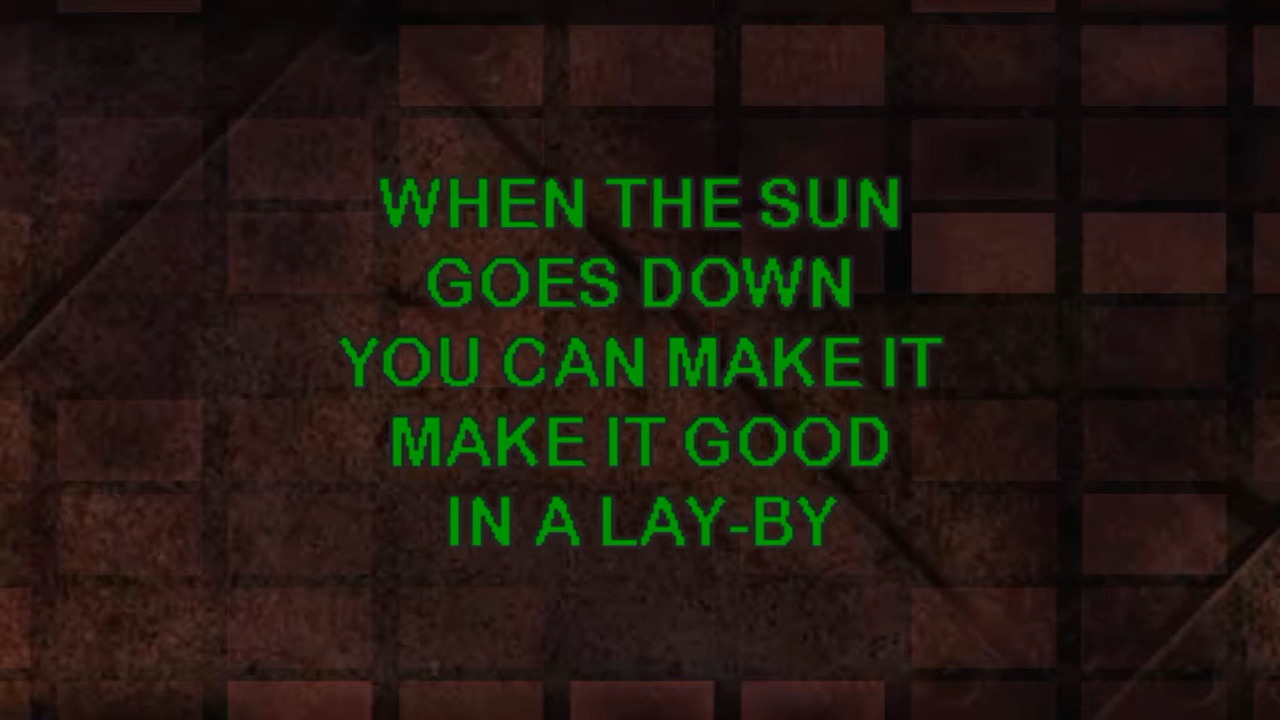 WHEN THE SUN
GOES DOWN
YOU CAN MAKE IT
MAKE IT GOOD
IN A LAY-BY